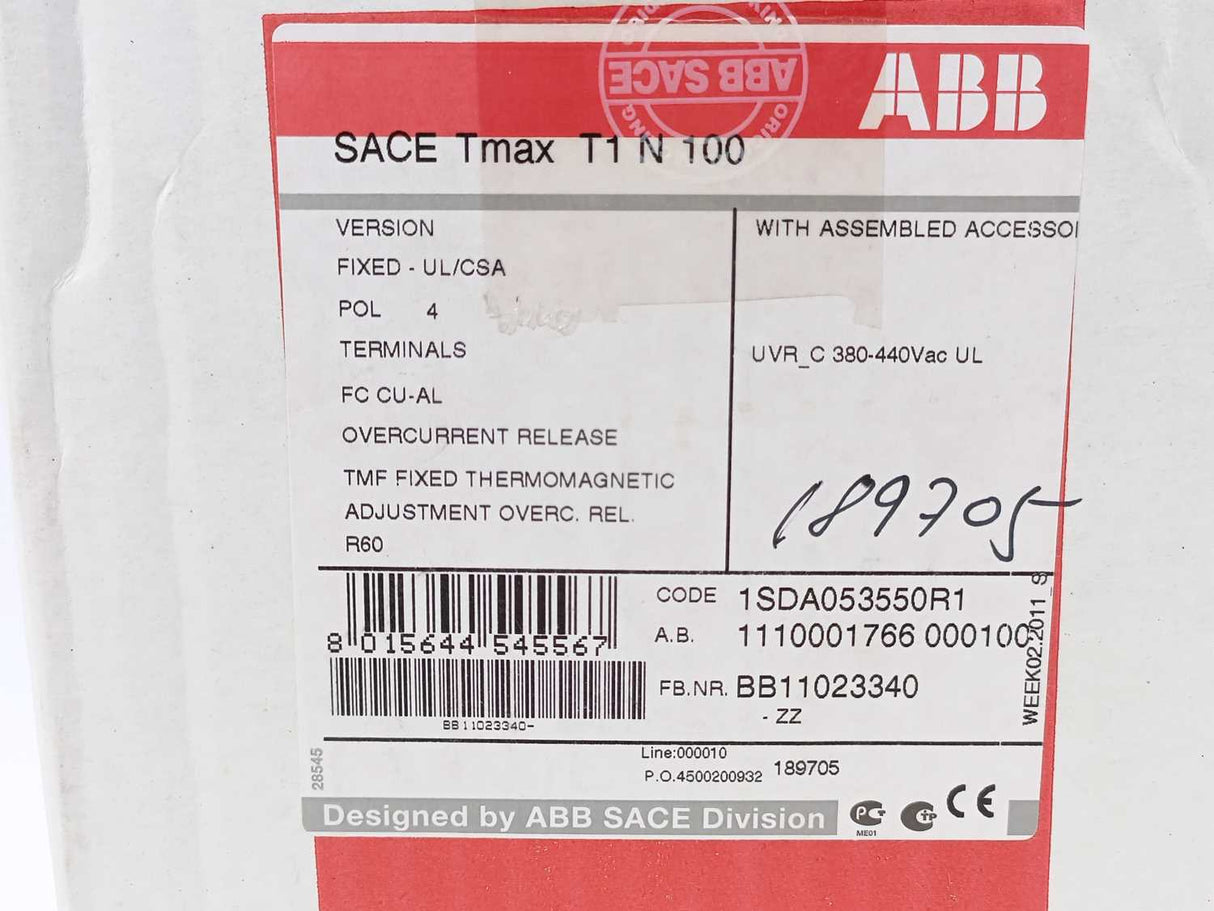 ABB
ABB SACE
SACE Tmax T1 N 100
VERSION
FIXED - UL/CSA
POL 4
TERMINALS
FC CU-AL
OVERCURRENT RELEASE
TMF FIXED THERMOMAGNETIC
ADJUSTMENT OVERC. REL.
R60
WITH ASSEMBLED ACCESSO
UVR_C 380-440Vac UL
189705
8 015644 545567
BB11023340-
CODE 1SDA053550R1
A.B. 1110001766 000100
FB.NR. BB11023340
- ZZ
WEEK02.2011_S
28545
Line:000010
P.O.4500200932 189705
Designed by ABB SACE Division
PC
ME01
CE